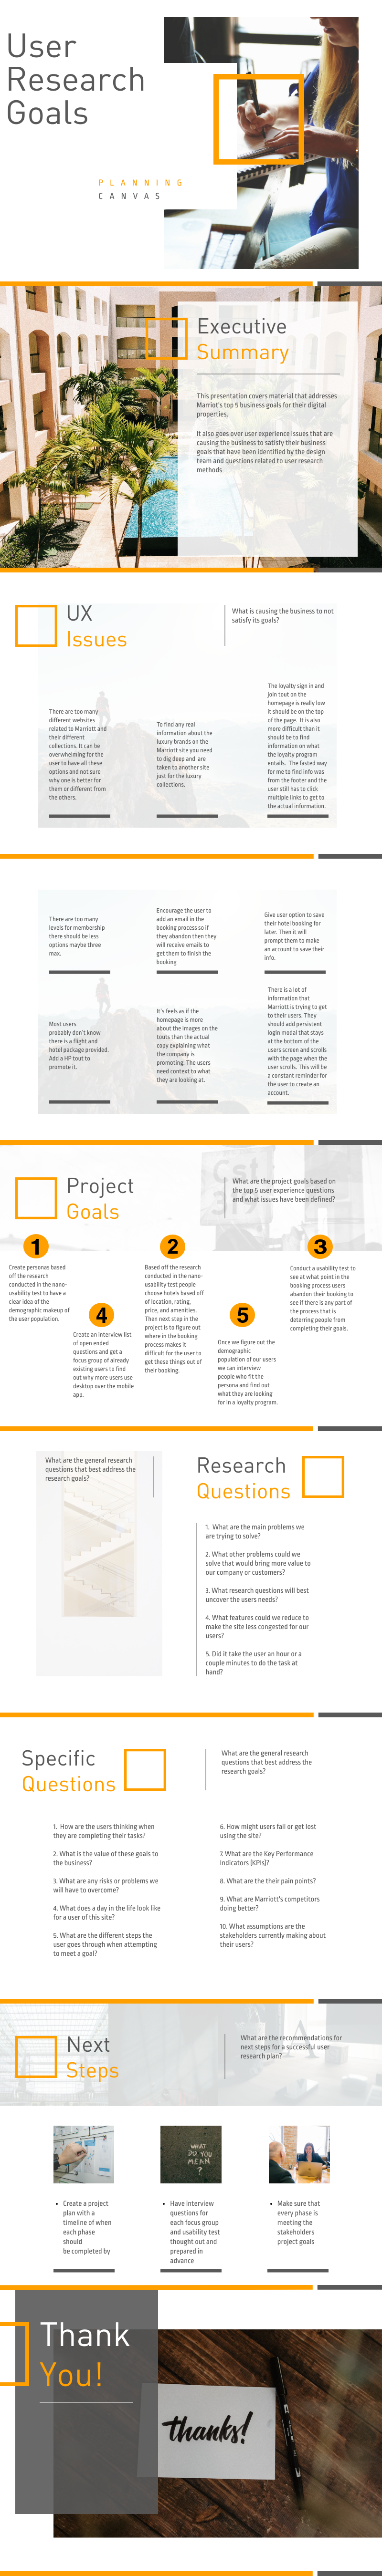 User
Research
Goals
PLANNING
CANVAS
Executive
Summary
This presentation covers material that addresses
Marriot's top 5 business goals for their digital
properties.
It also goes over user experience issues that are
causing the business to satisfy their business
goals that have been identified by the design
team and questions related to user research
methods
UX
Issues
What is causing the business to not
satisfy its goals?
There are too many
different websites
related to Marriott and
their different
collections. It can be
overwhelming for the
user to have all these
options and not sure
why one is better for
them or different from
the others.
To find any real
information about the
luxury brands on the
Marriott site you need
to dig deep and are
taken to another site
just for the luxury
collections.
The loyalty sign in and
join tout on the
homepage is really low
It should be on the top
of the page. It is also
more difficult than it
should be to find
information on what
the loyalty program
entails. The fasted way
for me to find info was
from the footer and the
user still has to click
multiple links to get to
the actual information.
There are too many
levels for membership
there should be less
options maybe three
max.
Encourage the user to
add an email in the
booking process so if
they abandon then they
will receive emails to
get them to finish the
booking
Give user option to save
their hotel booking for
later. Then it will
prompt them to make
an account to save their
info.
Most users
probably don't know
there is a flight and
hotel package provided.
Add a HP tout to
promote it.
It's feels as if the
homepage is more
about the images on the
touts than the actual
copy explaining what
the company is
promoting. The users
need context to what
they are looking at.
There is a lot of
information that
Marriott is trying to get
to their users. They
should add persistent
login modal that stays
at the bottom of the
users screen and scrolls
with the page when the
user scrolls. This will be
a constant reminder for
the user to create an
account.
Project
Goals
What are the project goals based on
the top 5 user experience questions
and what issues have been defined?
1
Create personas based
off the research
conducted in the nano-
usability test to have a
clear idea of the
demographic makeup of
the user population.
4
Create an interview list
of open ended
questions and get a
focus group of already
existing users to find
out why more users use
desktop over the mobile
app.
2
Based off the research
conducted in the nano-
usability test people
choose hotels based off
of location, rating,
price, and amenities.
Then next step in the
project is to figure out
where in the booking
process makes it
difficult for the user to
get these things out of
their booking.
5
Once we figure out the
demographic
population of our users
we can interview
people who fit the
persona and find out
what they are looking
for in a loyalty program.
3
Conduct a usability test to
see at what point in the
booking process users
abandon their booking to
see if there is any part of
the process that is
deterring people from
completing their goals.
What are the general research
questions that best address the
research goals?
Research
Questions
1. What are the main problems we
are trying to solve?
2. What other problems could we
solve that would bring more value to
our company or customers?
3. What research questions will best
uncover the users needs?
4. What features could we reduce to
make the site less congested for our
users?
5. Did it take the user an hour or a
couple minutes to do the task at
hand?
Specific
Questions
What are the general research
questions that best address the
research goals?
1. How are the users thinking when
they are completing their tasks?
2. What is the value of these goals to
the business?
3. What are any risks or problems we
will have to overcome?
4. What does a day in the life look like
for a user of this site?
5. What are the different steps the
user goes through when attempting
to meet a goal?
6. How might users fail or get lost
using the site?
7. What are the Key Performance
Indicators (KPIs)?
8. What are the their pain points?
9. What are Marriott's competitors
doing better?
10. What assumptions are the
stakeholders currently making about
their users?
Next
Steps
What are the recommendations for
next steps for a successful user
research plan?
WHAT
DO YOU
MEAN
?
• Create a project
plan with a
timeline of when
each phase
should
be completed by
• Have interview
questions for
each focus group
and usability test
thought out and
prepared in
advance
• Make sure that
every phase is
meeting the
stakeholders
project goals
Thank
You!
thanks!